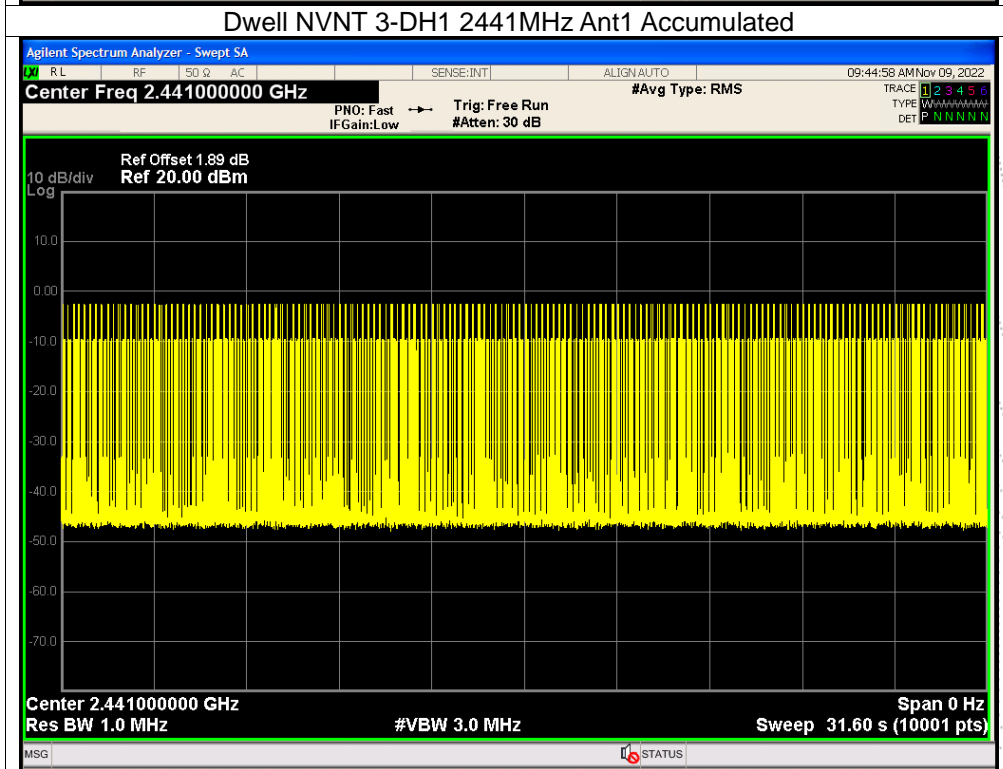 Dwell NVNT 3-DH1 2441MHz Ant1 Accumulated
Agilent Spectrum Analyzer - Swept SA
LXI RL RF 50 Ω AC SENSE:INT ALIGN AUTO 09:44:58 AM Nov 09, 2022
Center Freq 2.441000000 GHz #Avg Type: RMS TRACE 1 2 3 4 5 6
PNO: Fast Trig: Free Run TYPE WWWWWW
IFGain:Low #Atten: 30 dB DET P N N N N N
Ref Offset 1.89 dB
10 dB/div Ref 20.00 dBm
Log
10.0
0.00
-10.0
-20.0
-30.0
-40.0
-50.0
-60.0
-70.0
Center 2.441000000 GHz Span 0 Hz
Res BW 1.0 MHz #VBW 3.0 MHz Sweep 31.60 s (10001 pts)
MSG STATUS